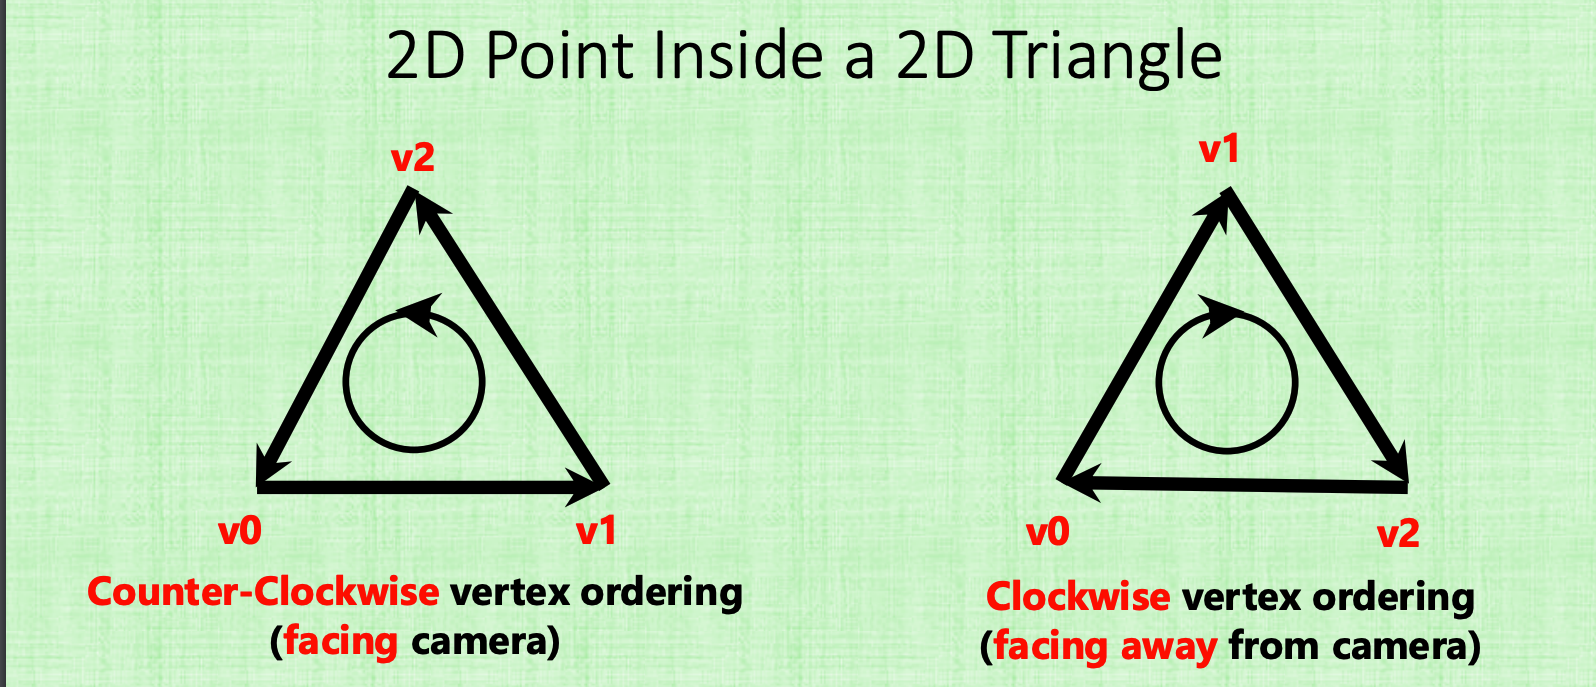 2D Point Inside a 2D Triangle
v2
v0
v1
Counter-Clockwise vertex ordering
(facing camera)
v1
v0
v2
Clockwise vertex ordering
(facing away from camera)